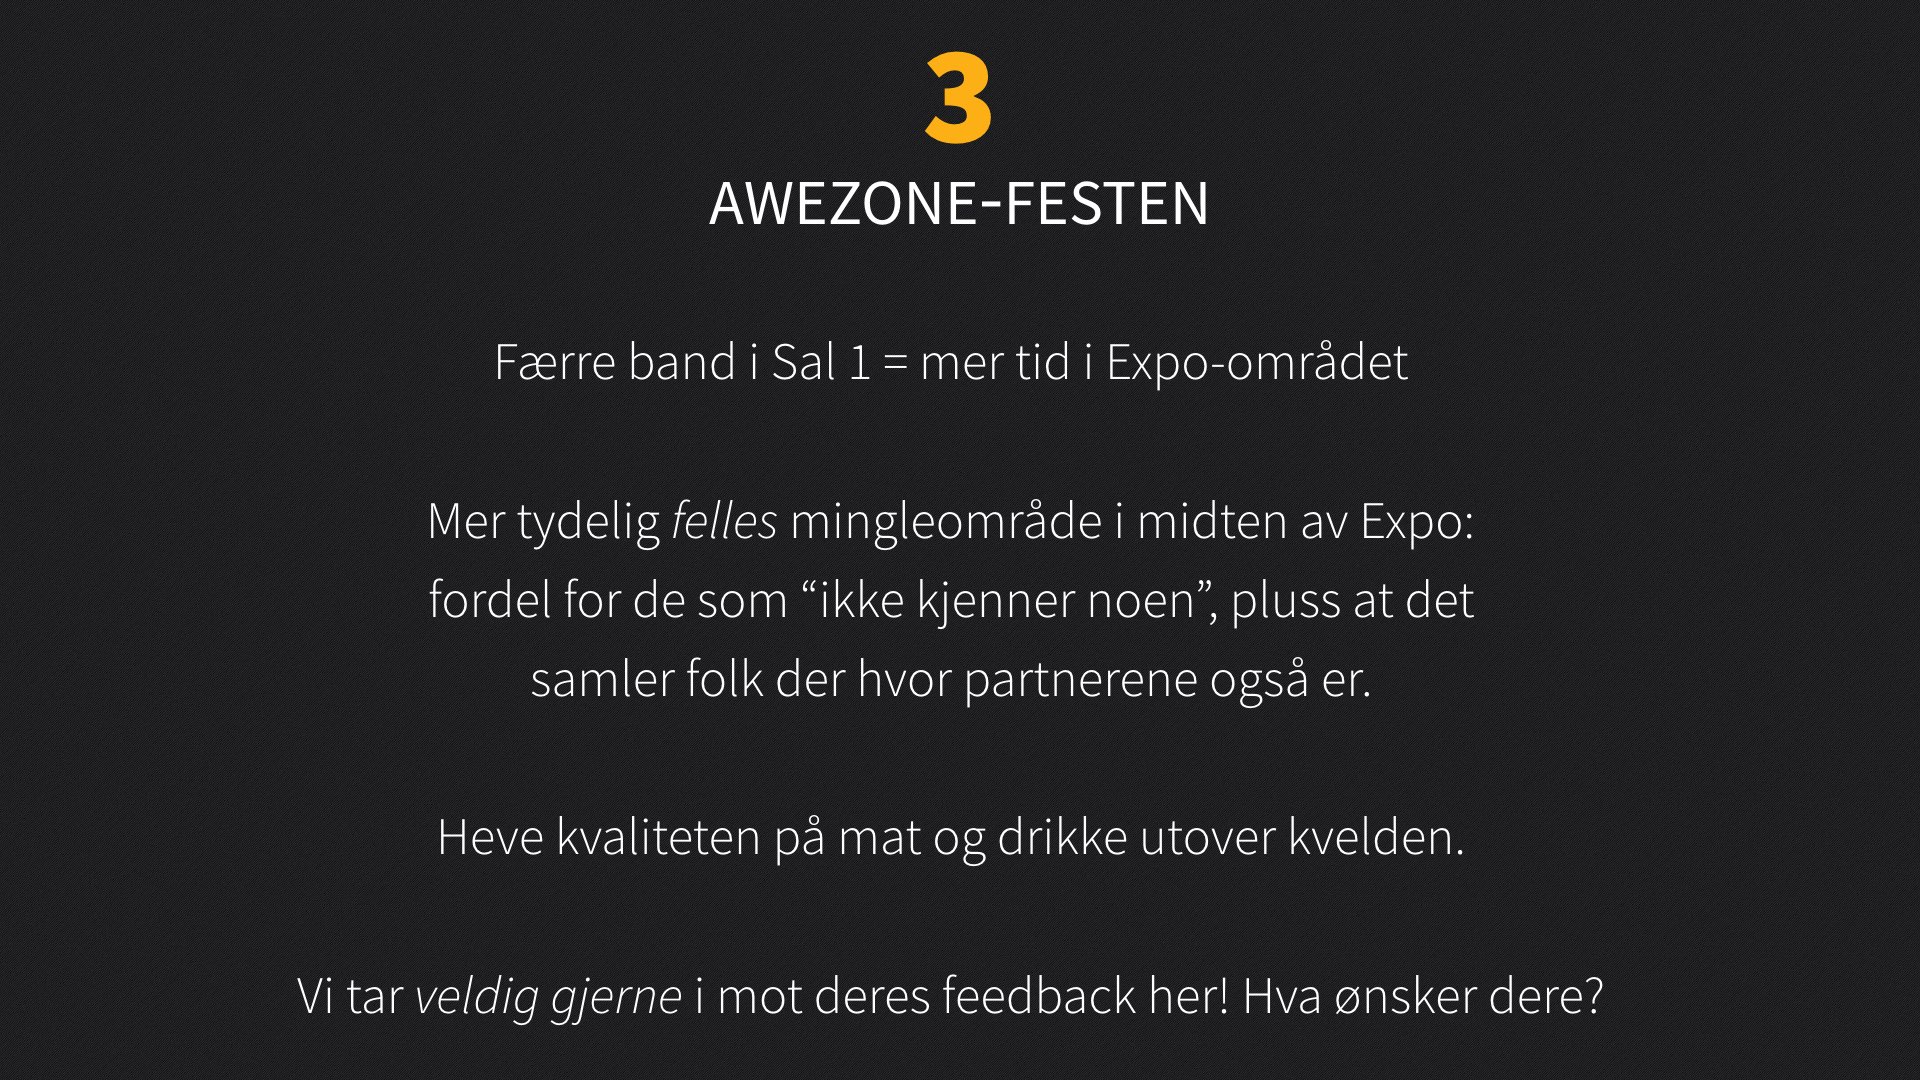 3
AWEZONE-FESTEN
Færre band i Sal 1 = mer tid i Expo-området
Mer tydelig felles mingleområde i midten av Expo:
fordel for de som “ikke kjenner noen”, pluss at det
samler folk der hvor partnerene også er.
Heve kvaliteten på mat og drikke utover kvelden.
Vi tar veldig gjerne i mot deres feedback her! Hva ønsker dere?